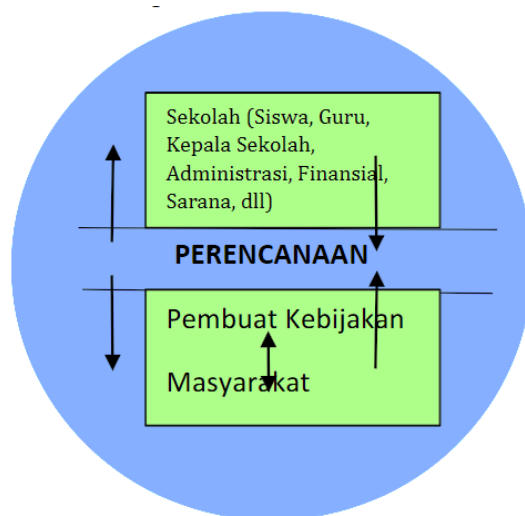 Sekolah (Siswa, Guru,
Kepala Sekolah,
Administrasi, Finansial,
Sarana, dll)
PERENCANAAN
Pembuat Kebijakan
Masyarakat